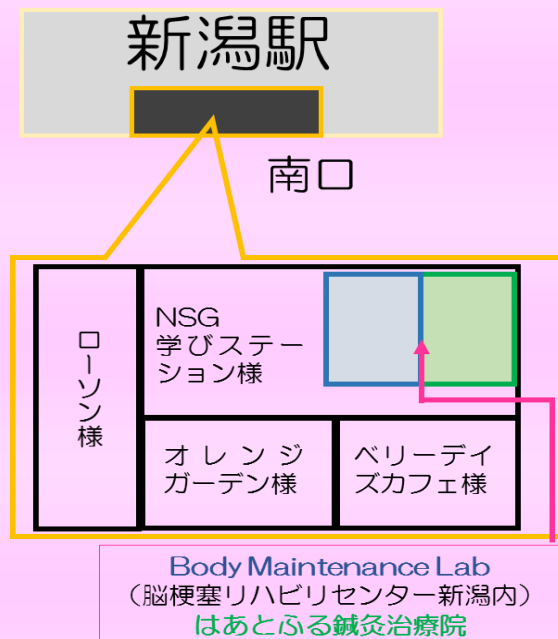 新潟駅
南口
ローソン様
NSG
学びステー
ション様
オレンジ
ガーデン様
ベリーデイ
ズカフェ様
Body Maintenance Lab
（脳梗塞リハビリセンター新潟内）
はあとふる鍼灸治療院